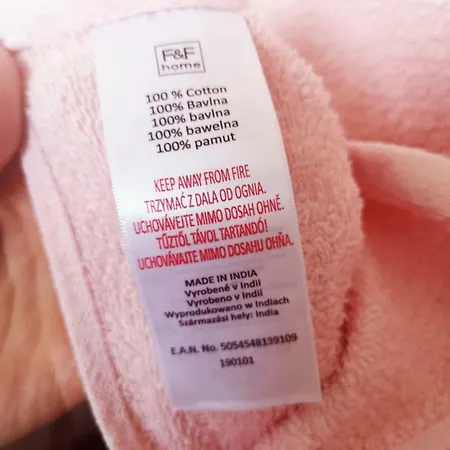 F&F
home
100 % Cotton
100% Bavlna
100% bavlna
100% bawełna
100% pamut
KEEP AWAY FROM FIRE
TRZYMAĆ Z DALA OD OGNIA.
UCHOVÁVEJTE MIMO DOSAH OHNĚ.
TŰZTŐL TÁVOL TARTANDÓ!
UCHOVÁVAJTE MIMO DOSAHU OHŇA.
MADE IN INDIA
Vyrobené v Indii
Vyrobeno v Indii
Wyprodukowano w Indiach
Származási hely: India
E.A.N. No. 5054548139109
190101